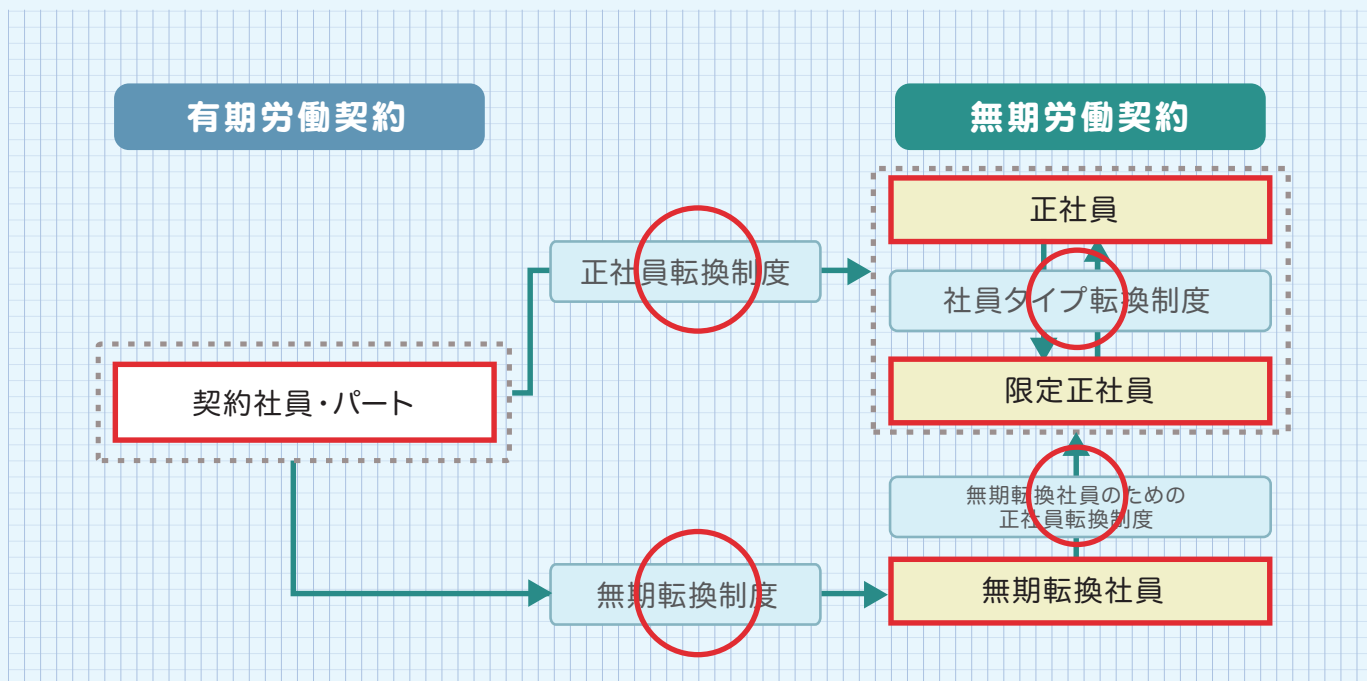 有期労働契約
無期労働契約
正社員
正社員転換制度
社員タイプ転換制度
契約社員・パート
限定正社員
無期転換社員のための
正社員転換制度
無期転換制度
無期転換社員